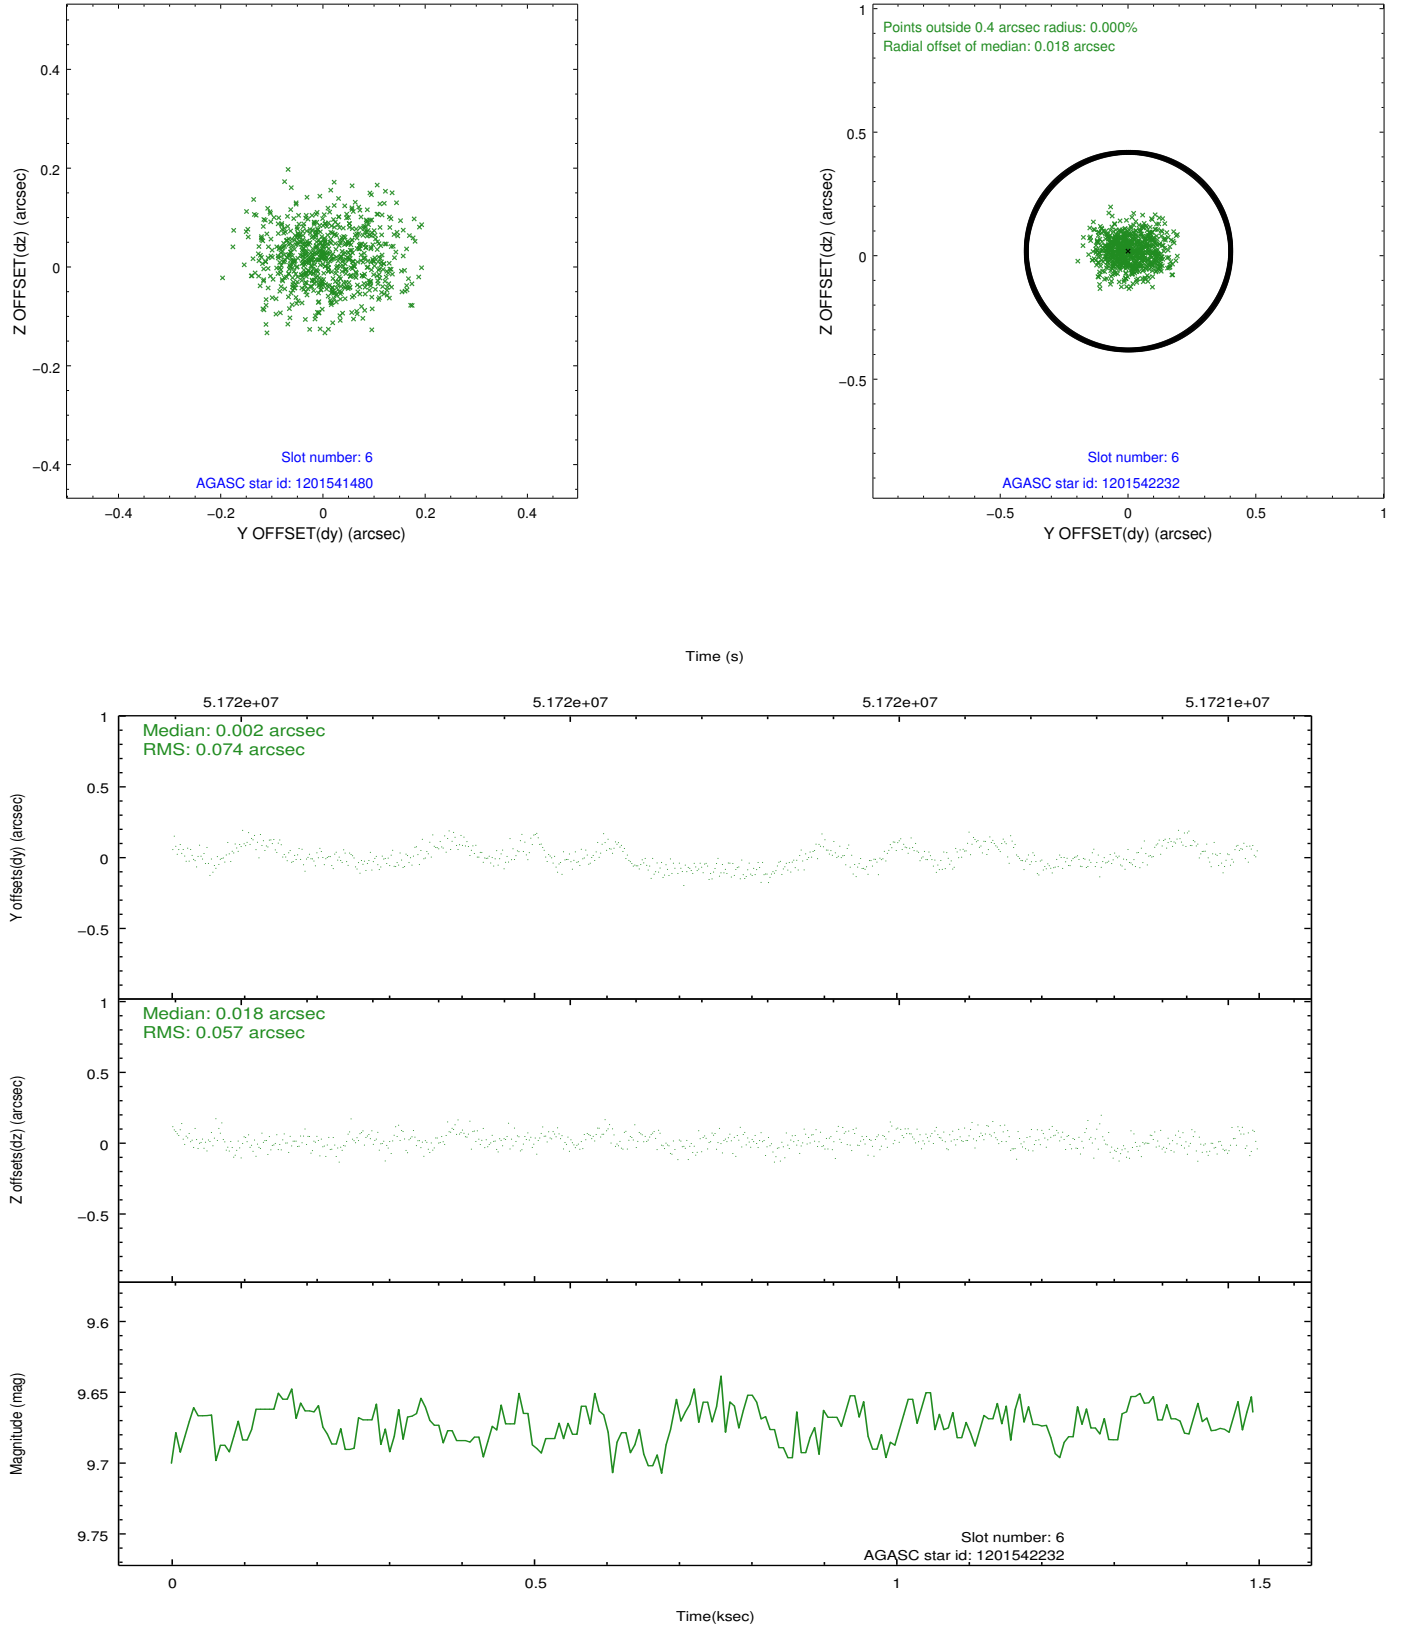 0.4
0.2
0
−0.2
−0.4
Z OFFSET(dz) (arcsec)
Slot number: 6
AGASC star id: 1201541480
−0.4 −0.2 0 0.2 0.4
Y OFFSET(dy) (arcsec)
Points outside 0.4 arcsec radius: 0.000%
Radial offset of median: 0.018 arcsec
1
0.5
0
−0.5
Z OFFSET(dz) (arcsec)
Slot number: 6
AGASC star id: 1201542232
−0.5 0 0.5 1
Y OFFSET(dy) (arcsec)
Time (s)
5.172e+07 5.172e+07 5.172e+07 5.1721e+07
Median: 0.002 arcsec
RMS: 0.074 arcsec
1
0.5
0
−0.5
Y offsets(dy) (arcsec)
Median: 0.018 arcsec
RMS: 0.057 arcsec
1
0.5
0
−0.5
Z offsets(dz) (arcsec)
9.6
9.65
9.7
9.75
Magnitude (mag)
Slot number: 6
AGASC star id: 1201542232
0 0.5 1 1.5
Time(ksec)